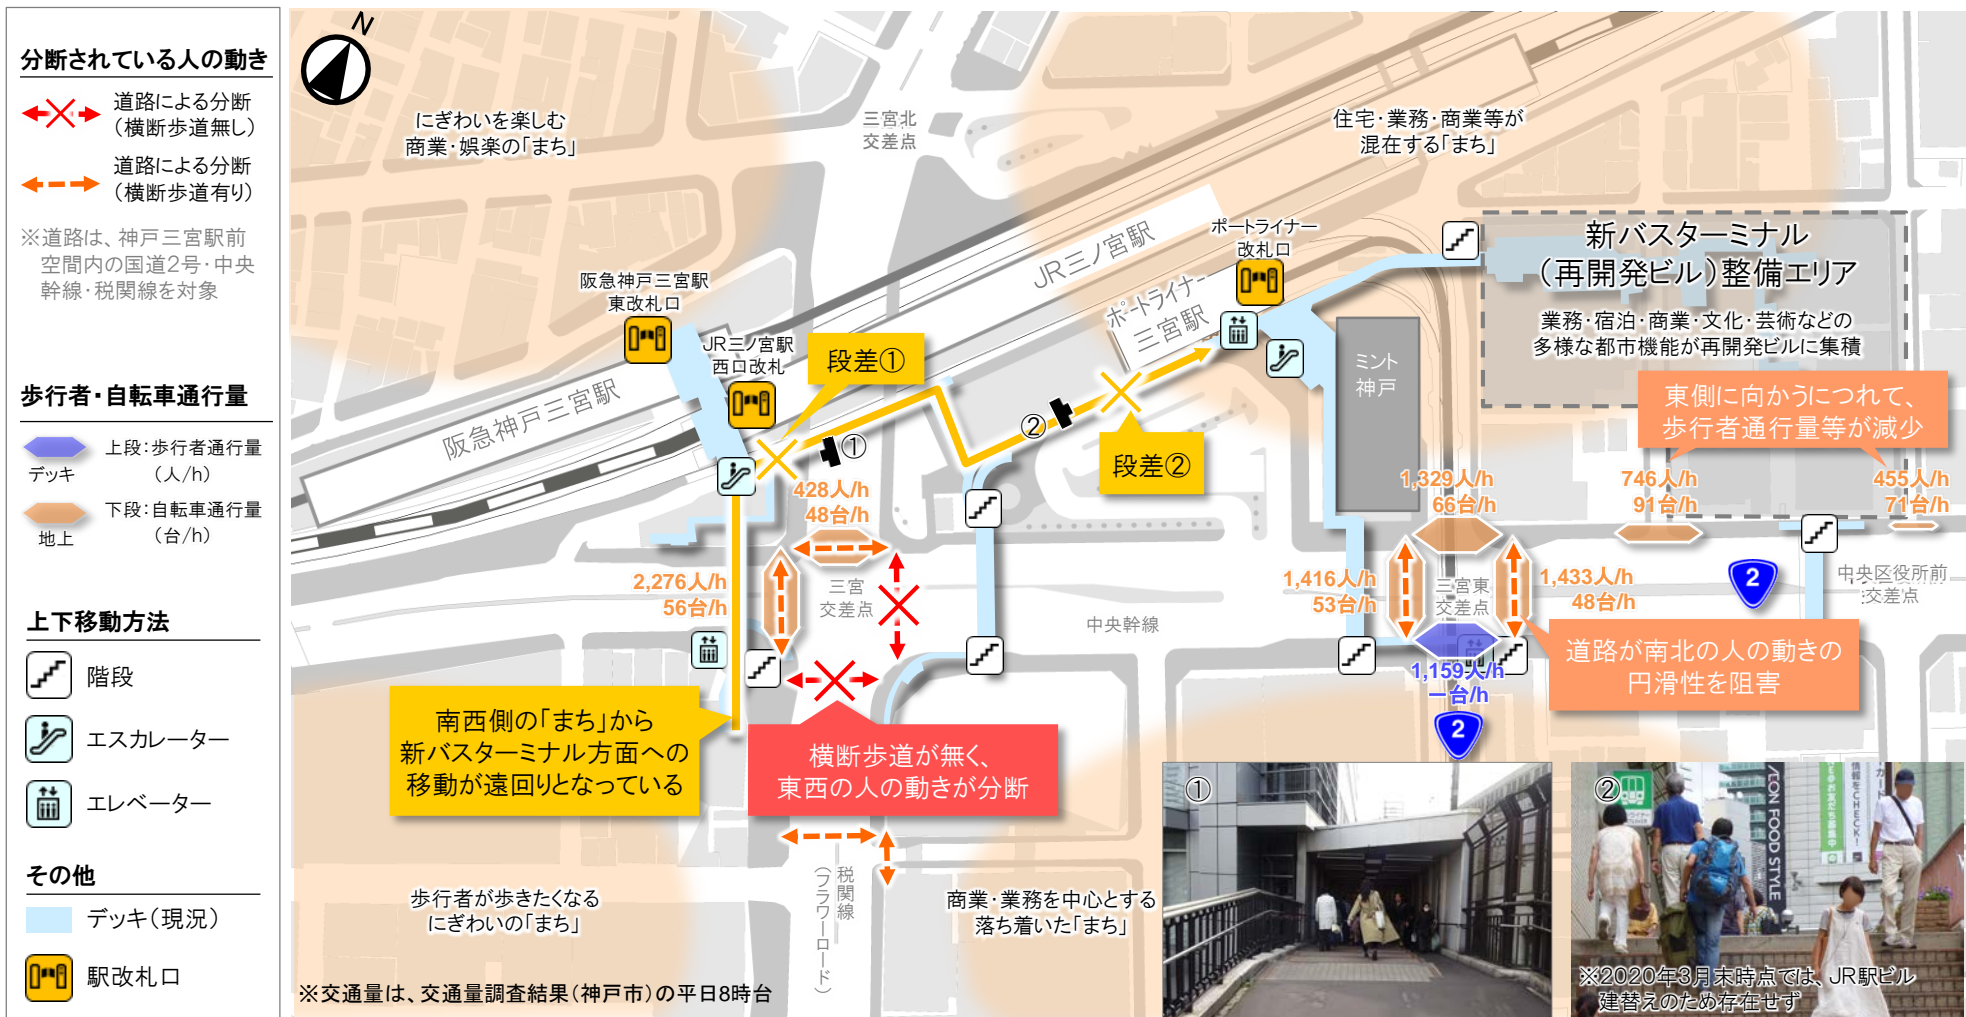 分断されている人の動き
道路による分断
（横断歩道無し）
道路による分断
（横断歩道有り）
※道路は、神戸三宮駅前
空間内の国道2号・中央
幹線・税関線を対象
歩行者・自転車通行量
上段：歩行者通行量
（人/h）
デッキ
下段：自転車通行量
（台/h）
地上
上下移動方法
階段
エスカレーター
エレベーター
その他
デッキ（現況）
駅改札口
N
にぎわいを楽しむ
商業・娯楽の「まち」
三宮北
交差点
住宅・業務・商業等が
混在する「まち」
阪急神戸三宮駅
東改札口
JR三ノ宮駅
西口改札
段差①
阪急神戸三宮駅
JR三ノ宮駅
ポートライナー
三宮駅
ポートライナー
改札口
新バスターミナル
（再開発ビル）整備エリア
業務・宿泊・商業・文化・芸術などの
多様な都市機能が再開発ビルに集積
ミント
神戸
東側に向かうにつれて、
歩行者通行量等が減少
①
②
段差②
428人/h
48台/h
1,329人/h
66台/h
746人/h
91台/h
455人/h
71台/h
2,276人/h
56台/h
三宮
交差点
中央幹線
1,416人/h
53台/h
三宮東
交差点
1,433人/h
48台/h
2
中央区役所前
交差点
1,159人/h
ー台/h
2
道路が南北の人の動きの
円滑性を阻害
南西側の「まち」から
新バスターミナル方面への
移動が遠回りとなっている
横断歩道が無く、
東西の人の動きが分断
税関線
（フラワーロード）
歩行者が歩きたくなる
にぎわいの「まち」
商業・業務を中心とする
落ち着いた「まち」
※交通量は、交通量調査結果（神戸市）の平日8時台
①
②
EON FOOD STYLE
情報をCHECK!
※2020年3月末時点では、JR駅ビル
建替えのため存在せず